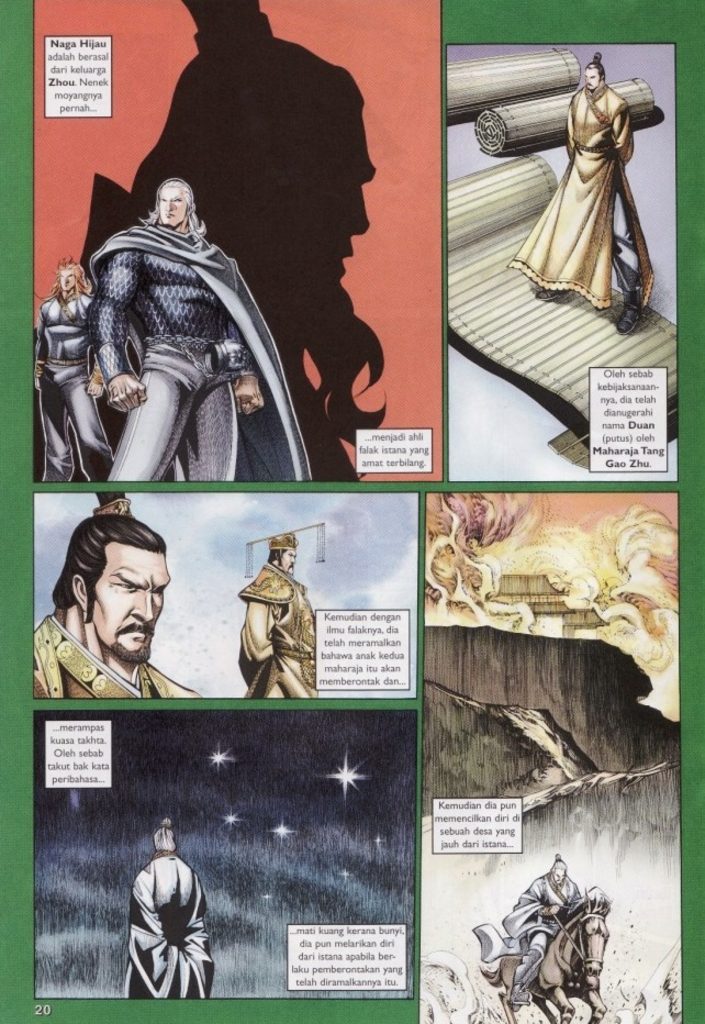 Naga Hijau
adalah berasal
dari keluarga
Zhou. Nenek
moyangnya
pernah...
...menjadi ahli
falak istana yang
amat terbilang.
Oleh sebab
kebijaksanaan-
nya, dia telah
dianugerahi
nama Duan
(putus) oleh
Maharaja Tang
Gao Zhu.
Kemudian dengan
ilmu falaknya, dia
telah meramalkan
bahawa anak kedua
maharaja itu akan
memberontak dan...
...merampas
kuasa takhta.
Oleh sebab
takut bak kata
peribahasa...
...mati kuang kerana bunyi,
dia pun melarikan diri
dari istana apabila ber-
laku pemberontakan yang
telah diramalkannya itu.
Kemudian dia pun
memencilkan diri di
sebuah desa yang
jauh dari istana...
20